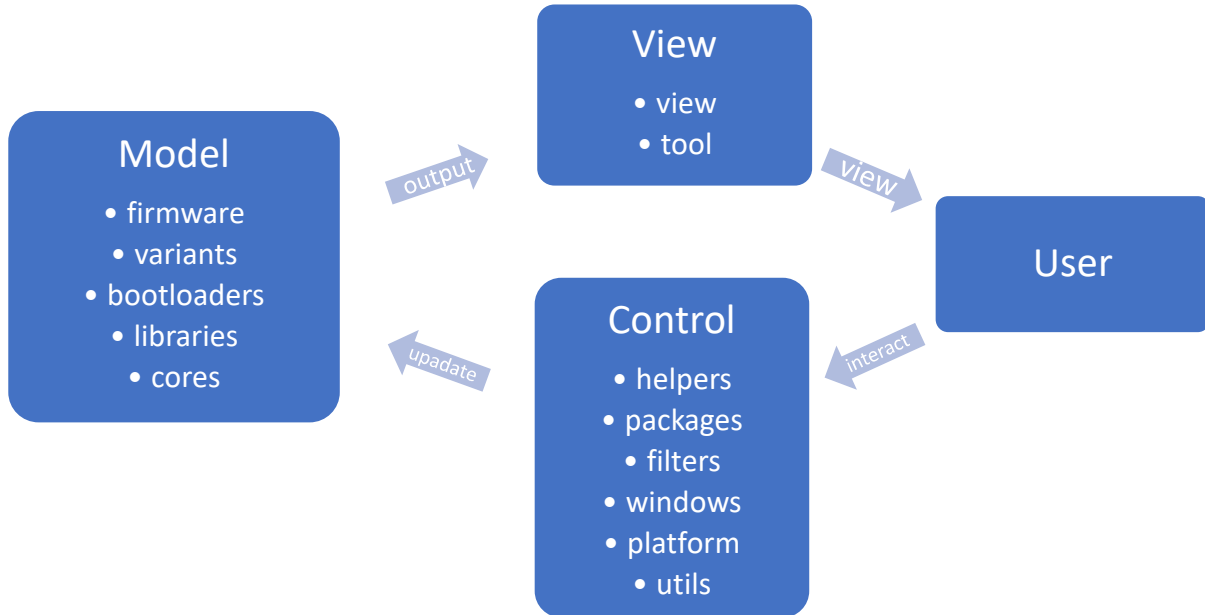 Model
• firmware
• variants
• bootloaders
• libraries
• cores
output
View
• view
• tool
view
User
interact
Control
• helpers
• packages
• filters
• windows
• platform
• utils
upadate